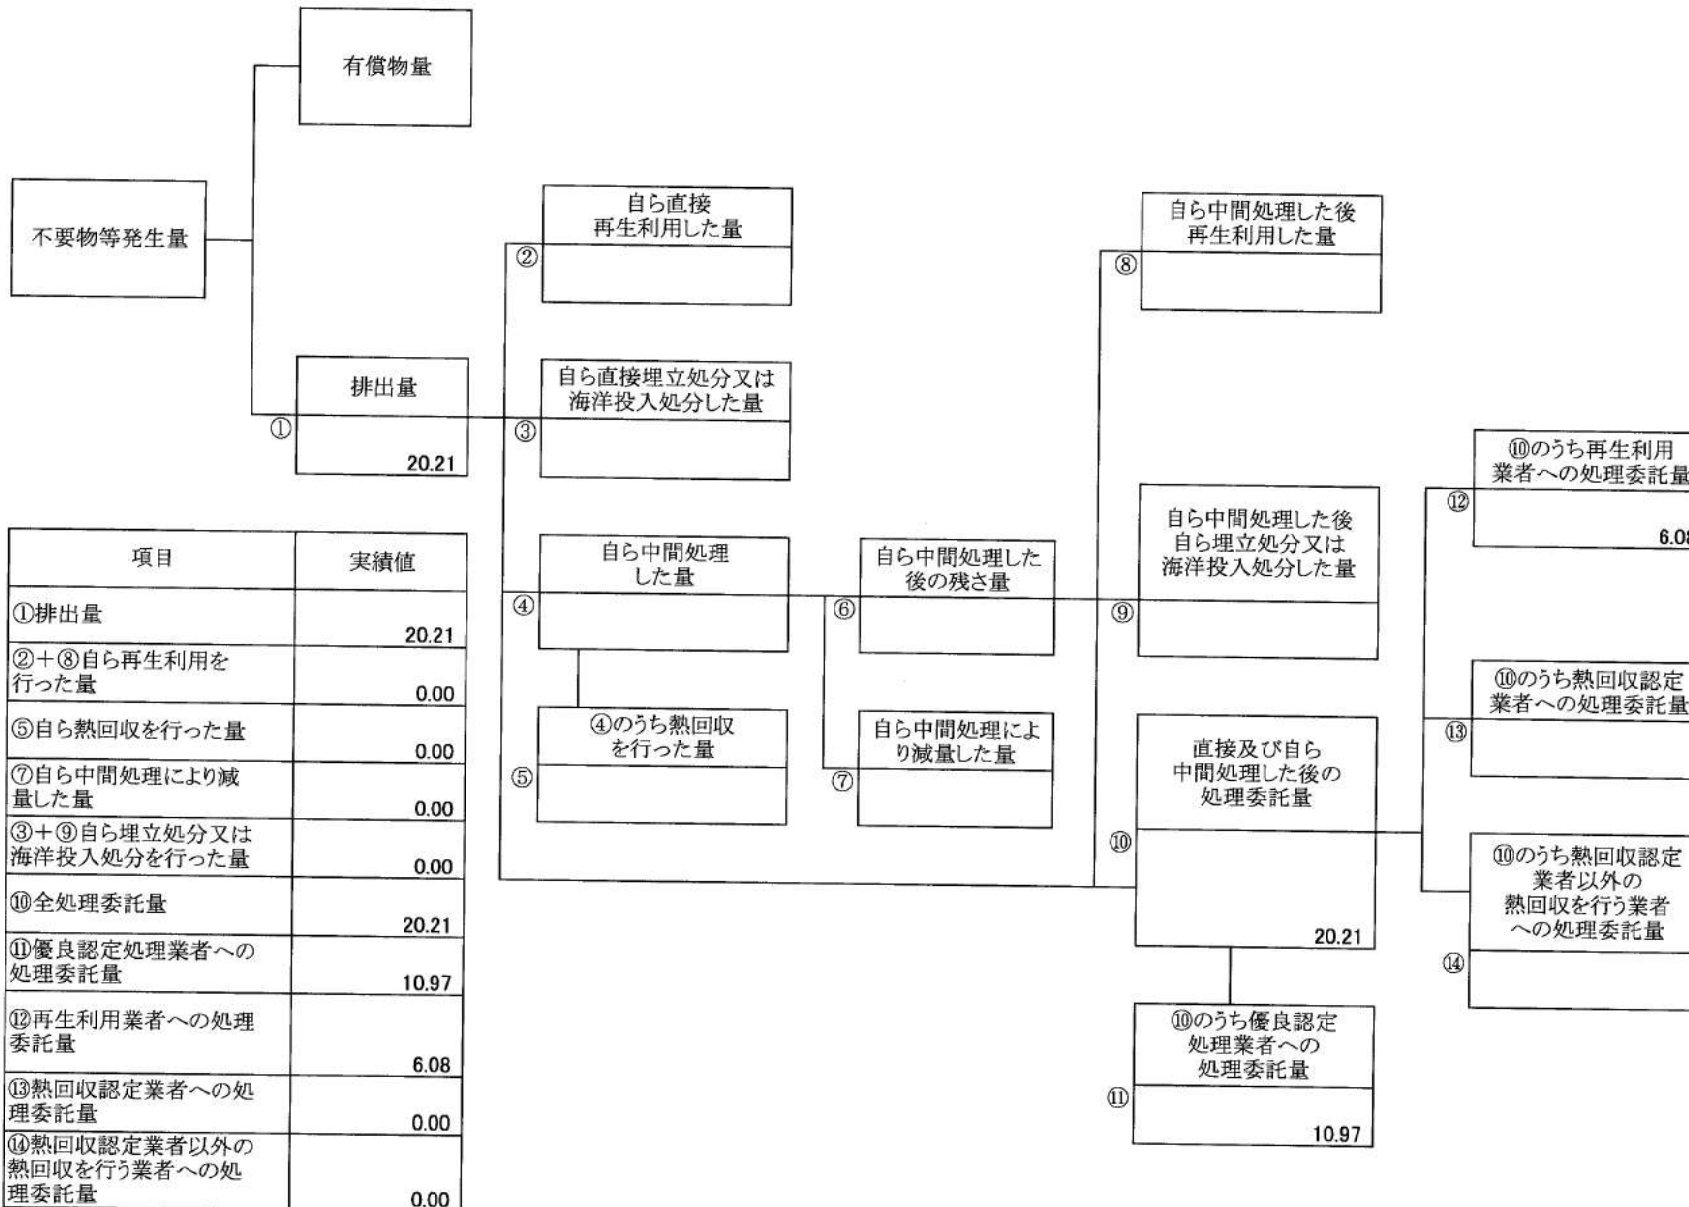 有償物量
不要物等発生量
自ら直接
再生利用した量
②
自ら中間処理した後
再生利用した量
⑧
排出量
①
20.21
自ら直接埋立処分又は
海洋投入処分した量
③
⑩のうち再生利用
業者への処理委託量
⑫
6.08
自ら中間処理
した量
④
自ら中間処理した
後の残さ量
⑥
自ら中間処理した後
自ら埋立処分又は
海洋投入処分した量
⑨
④のうち熱回収
を行った量
⑤
自ら中間処理によ
り減量した量
⑦
直接及び自ら
中間処理した後の
処理委託量
⑩
20.21
⑩のうち熱回収認定
業者への処理委託量
⑬
⑩のうち熱回収認定
業者以外の
熱回収を行う業者
への処理委託量
⑭
⑩のうち優良認定
処理業者への
処理委託量
⑪
10.97
項目 実績値
①排出量
20.21
②+⑧自ら再生利用を
行った量
0.00
⑤自ら熱回収を行った量
0.00
⑦自ら中間処理により減
量した量
0.00
③+⑨自ら埋立処分又は
海洋投入処分を行った量
0.00
⑩全処理委託量
20.21
⑪優良認定処理業者への
処理委託量
10.97
⑫再生利用業者への処理
委託量
6.08
⑬熱回収認定業者への処
理委託量
0.00
⑭熱回収認定業者以外の
熱回収を行う業者への処
理委託量
0.00